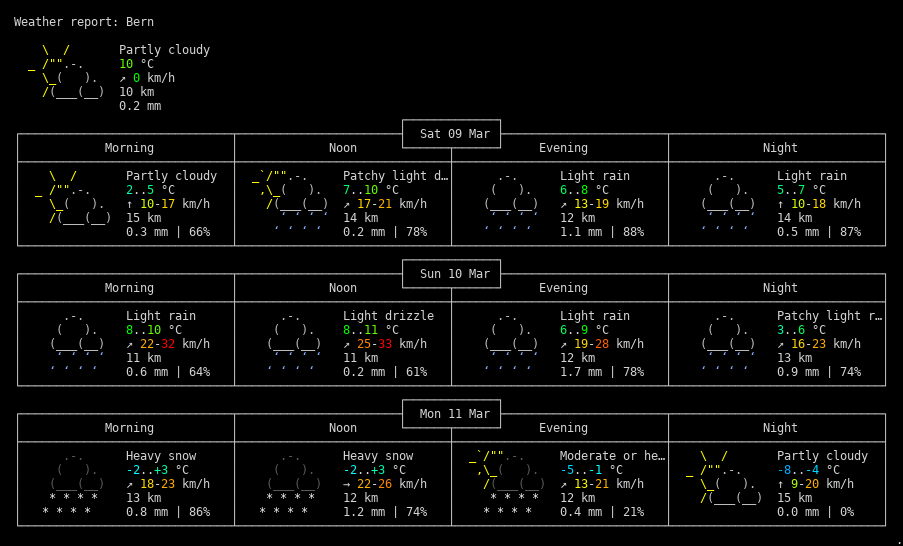 Weather report: Bern
Partly cloudy
10 °C
↗ 0 km/h
10 km
0.2 mm
Sat 09 Mar
Morning Noon Evening Night
Partly cloudy Patchy light d… Light rain Light rain
2..5 °C 7..10 °C 6..8 °C 5..7 °C
↑ 10-17 km/h ↗ 17-21 km/h ↗ 13-19 km/h ↑ 10-18 km/h
15 km 14 km 12 km 14 km
0.3 mm | 66% 0.2 mm | 78% 1.1 mm | 88% 0.5 mm | 87%
Sun 10 Mar
Morning Noon Evening Night
Light rain Light drizzle Light rain Patchy light r…
8..10 °C 8..11 °C 6..9 °C 3..6 °C
↗ 22-32 km/h ↗ 25-33 km/h ↗ 19-28 km/h ↗ 16-23 km/h
11 km 11 km 12 km 13 km
0.6 mm | 64% 0.2 mm | 61% 1.7 mm | 78% 0.9 mm | 74%
Mon 11 Mar
Morning Noon Evening Night
Heavy snow Heavy snow Moderate or he… Partly cloudy
-2..+3 °C -2..+3 °C -5..-1 °C -8..-4 °C
↗ 18-23 km/h → 22-26 km/h ↗ 13-21 km/h ↑ 9-20 km/h
13 km 12 km 12 km 15 km
0.8 mm | 86% 1.2 mm | 74% 0.4 mm | 21% 0.0 mm | 0%